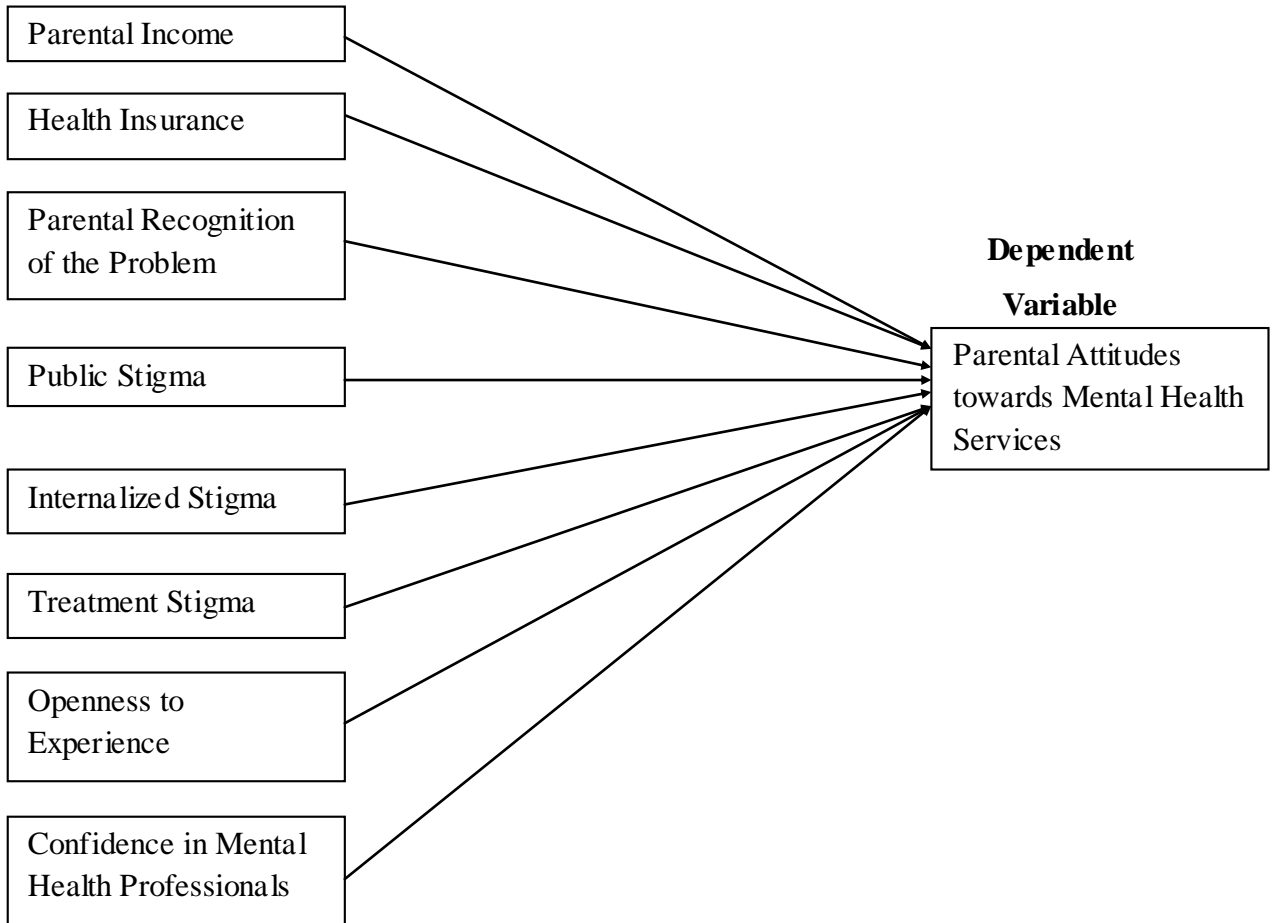 Parental Income
Health Insurance
Parental Recognition
of the Problem
Public Stigma
Internalized Stigma
Treatment Stigma
Openness to
Experience
Confidence in Mental
Health Professionals
Dependent
Variable
Parental Attitudes
towards Mental Health
Services